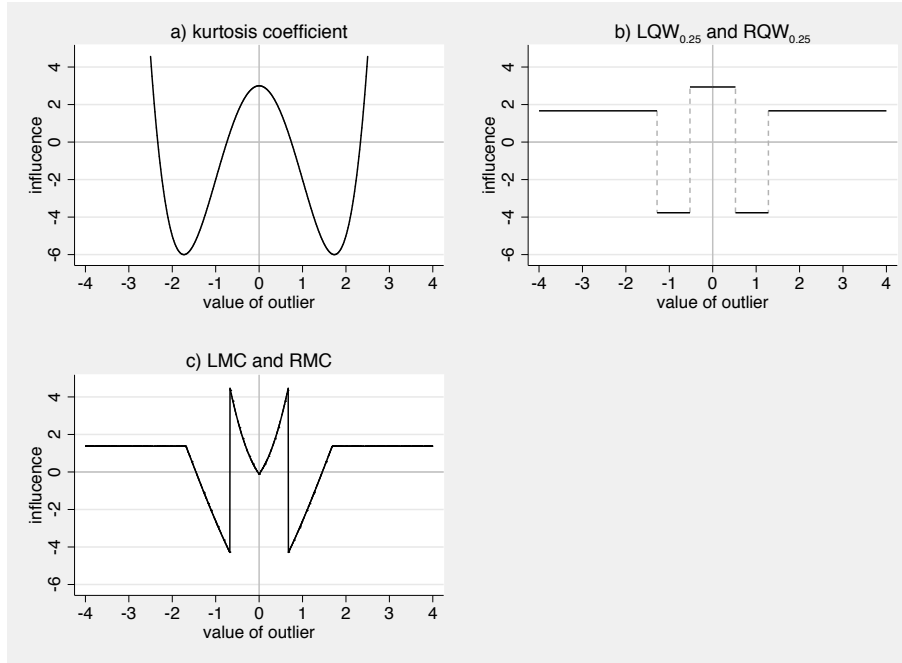 a) kurtosis coefficient
4
2
0
-2
-4
-6
influcence
-4 -3 -2 -1 0 1 2 3 4
value of outlier
b) LQW0.25 and RQW0.25
4
2
0
-2
-4
-6
influcence
-4 -3 -2 -1 0 1 2 3 4
value of outlier
c) LMC and RMC
4
2
0
-2
-4
-6
influcence
-4 -3 -2 -1 0 1 2 3 4
value of outlier